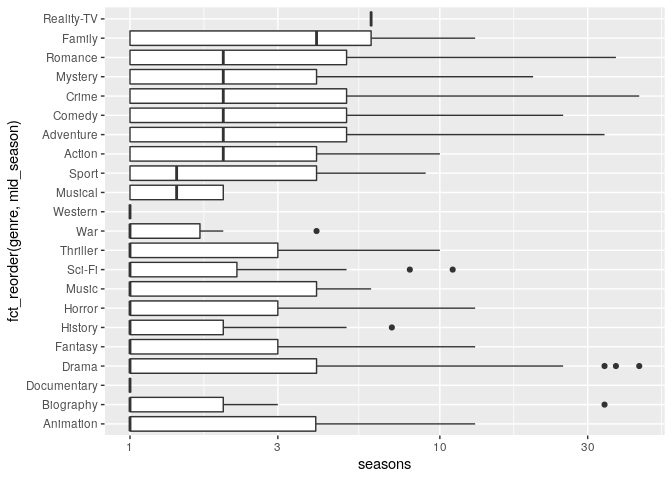 Reality-TV
Family
Romance
Mystery
Crime
Comedy
Adventure
Action
Sport
Musical
Western
War
Thriller
Sci-Fi
Music
Horror
History
Fantasy
Drama
Documentary
Biography
Animation
fct_reorder(genre, mid_season)
1 3 10 30
seasons